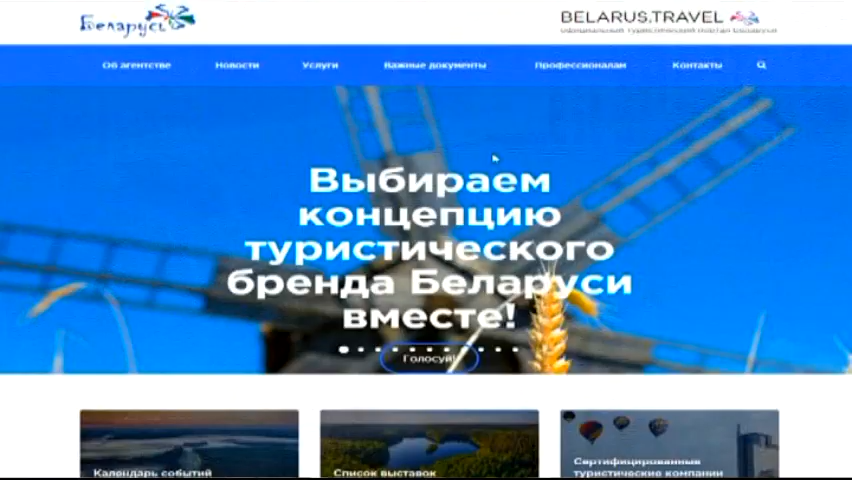 Беларусь
BELARUS.TRAVEL
Об агентстве Новости Услуги Важные документы Профессионалам Контакты
Выбираем
концепцию
туристического
бренда Беларуси
вместе!
Голосуй!
Календарь событий
Список выставок
Сертифицированные
туристические компании